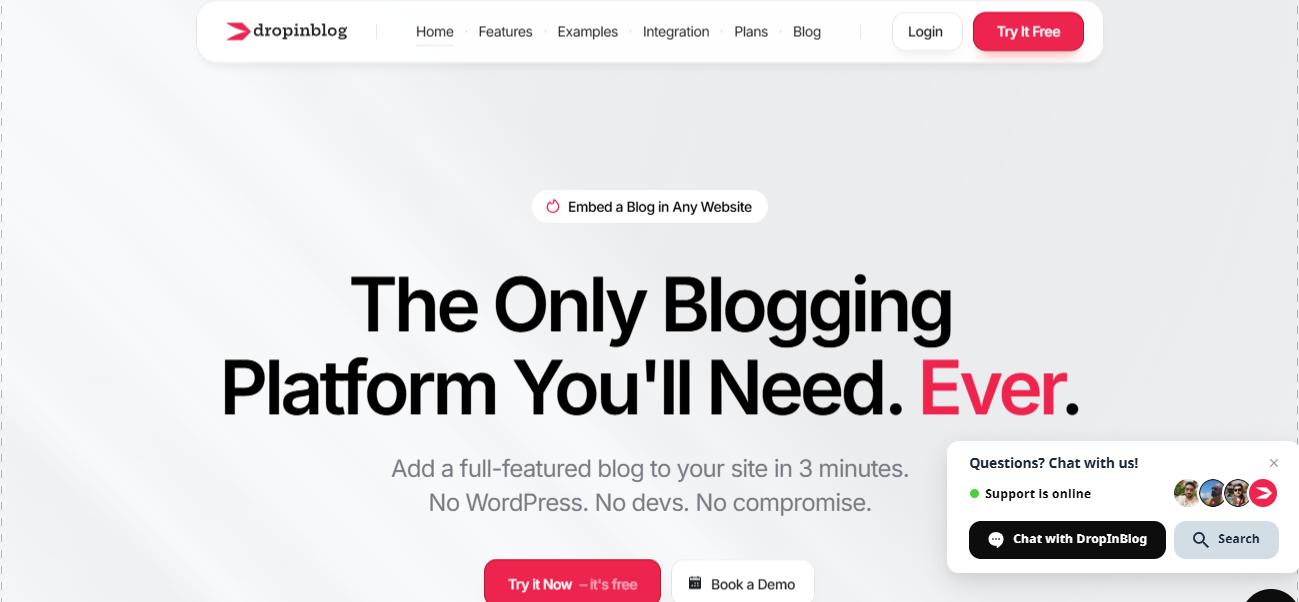 dropinblog
Home · Features · Examples · Integration · Plans · Blog
Login
Try It Free
Embed a Blog in Any Website
The Only Blogging
Platform You'll Need. Ever.
Add a full-featured blog to your site in 3 minutes.
No WordPress. No devs. No compromise.
Try it Now – it's free
Book a Demo
Questions? Chat with us!
Support is online
Chat with DropInBlog
Search